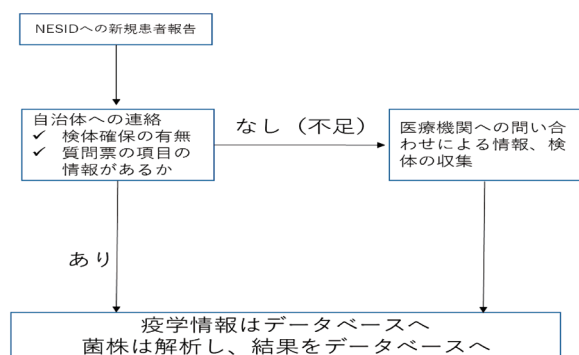 NESIDへの新規患者報告
自治体への連絡
✓ 検体確保の有無
✓ 質問票の項目の
情報があるか
なし（不足）
医療機関への問い合
わせによる情報、検
体の収集
あり
疫学情報はデータベースへ
菌株は解析し、結果をデータベースへ